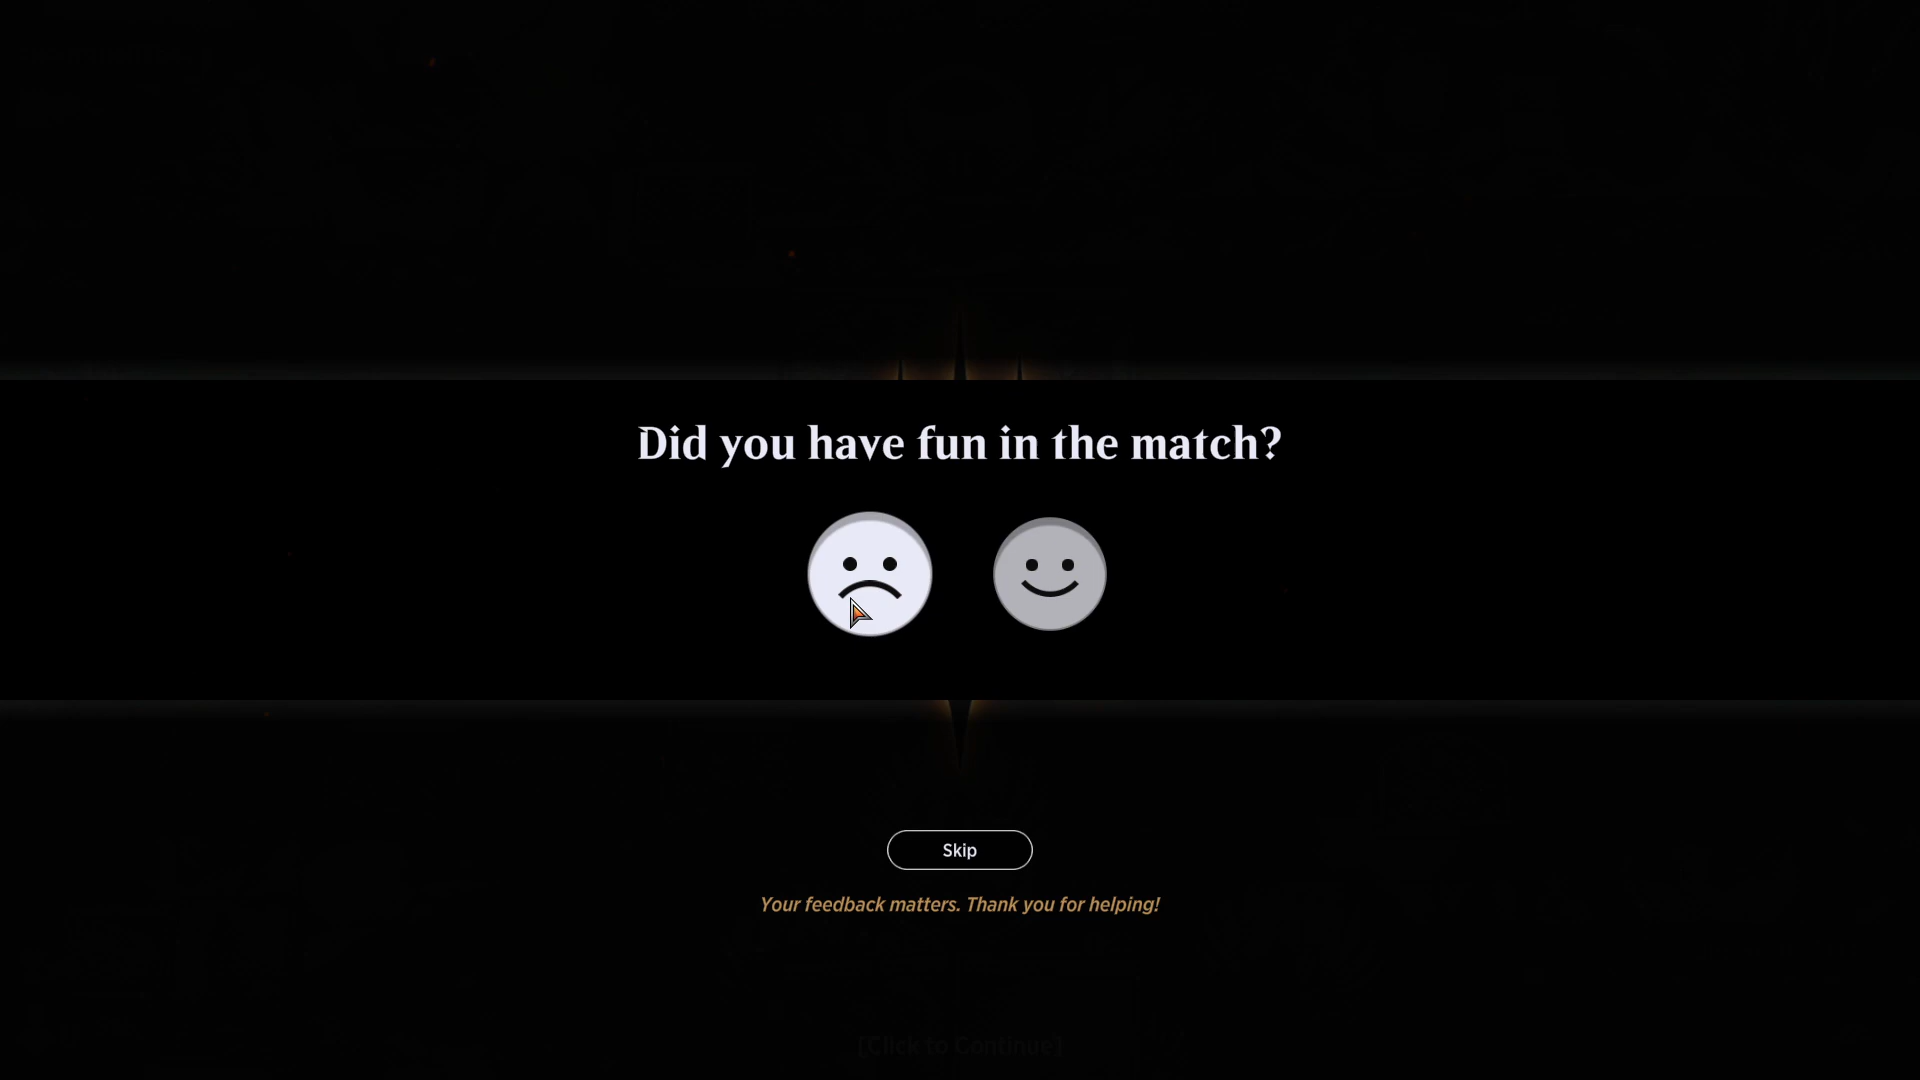 Did you have fun in the match?
Skip
Your feedback matters. Thank you for helping!
[Click to Continue]